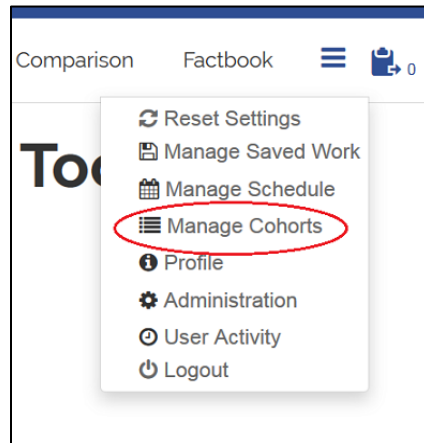 Comparison Factbook 0
Reset Settings
Manage Saved Work
Manage Schedule
Manage Cohorts
Profile
Administration
User Activity
Logout